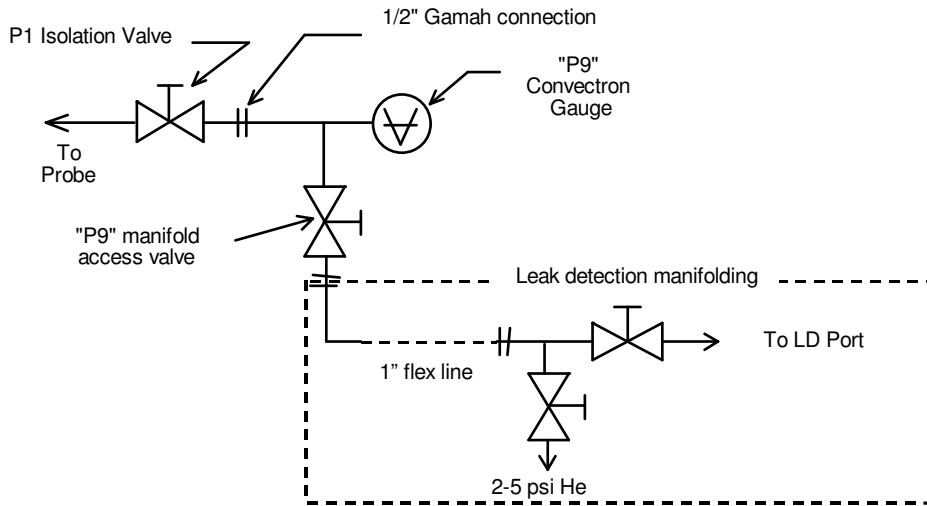 P1 Isolation Valve
1/2" Gamah connection
"P9"
Convectron
Gauge
To
Probe
"P9" manifold
access valve
Leak detection manifolding
To LD Port
1” flex line
2-5 psi He